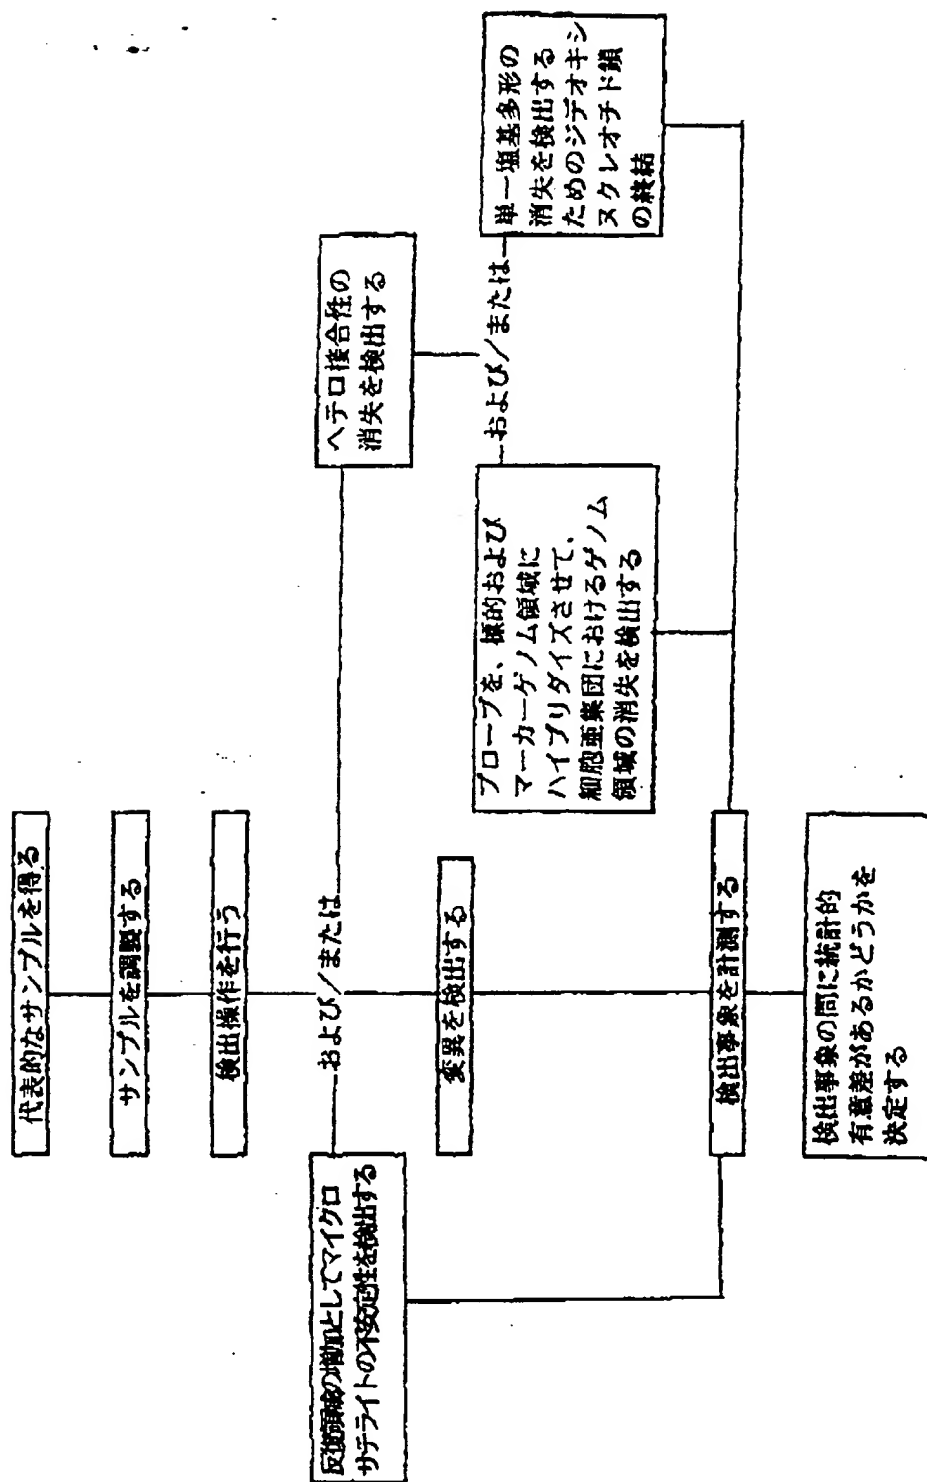 代表的なサンプルを得る
サンプルを調製する
検出操作を行う
および/または
反復領域の増加としてマイクロ
サテライトの不安定性を検出する
変異を検出する
ヘテロ接合性の
消失を検出する
および/または
プローブを、標的および
マーカーゲノム領域に
ハイブリダイズさせて、
細胞亜集団におけるゲノム
領域の消失を検出する
単一塩基多形の
消失を検出する
ためのジデオキシ
ヌクレオチド鎖
の終結
検出事象を計測する
検出事象の間に統計的
有意差があるかどうかを
決定する